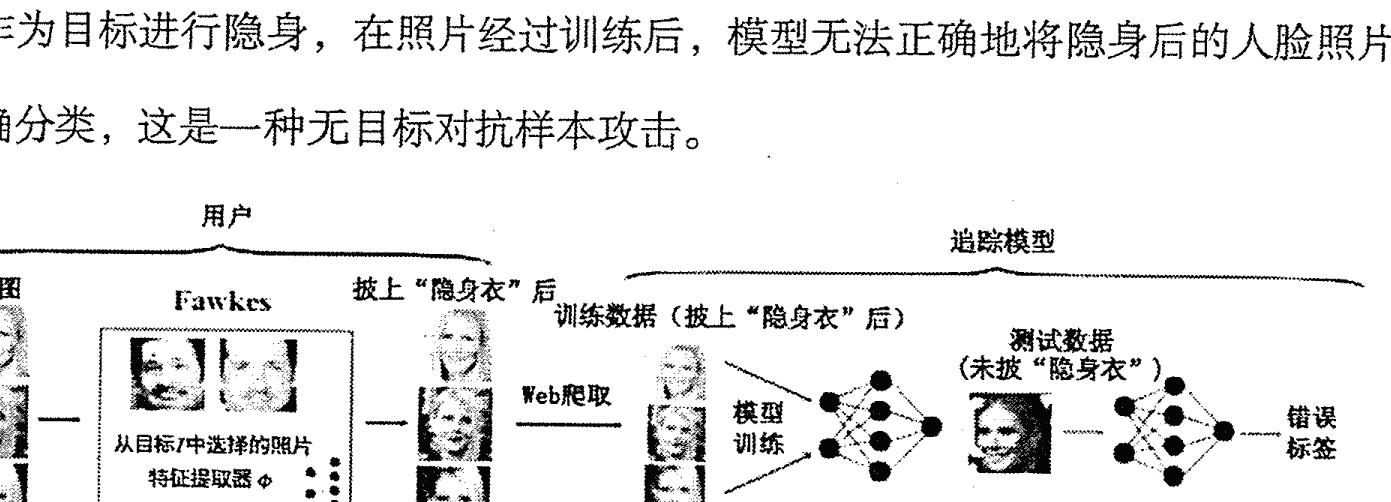 为目标进行隐身，在照片经过训练后，模型无法正确地将隐身后的人脸照片
分类，这是一种无目标对抗样本攻击。
用户
追踪模型
图
Fawkes
披上“隐身衣”后
训练数据（披上“隐身衣”后）
测试数据
(未披“隐身衣”)
Web爬取
模型
训练
错误
标签
从目标T中选择的照片
特征提取器 Φ